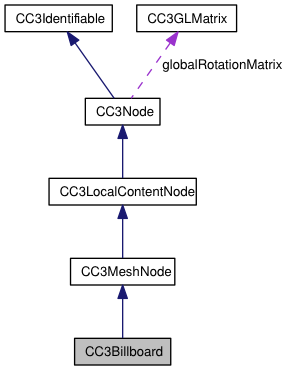 CC3Identifiable
CC3GLMatrix
globalRotationMatrix
CC3Node
CC3LocalContentNode
CC3MeshNode
CC3Billboard